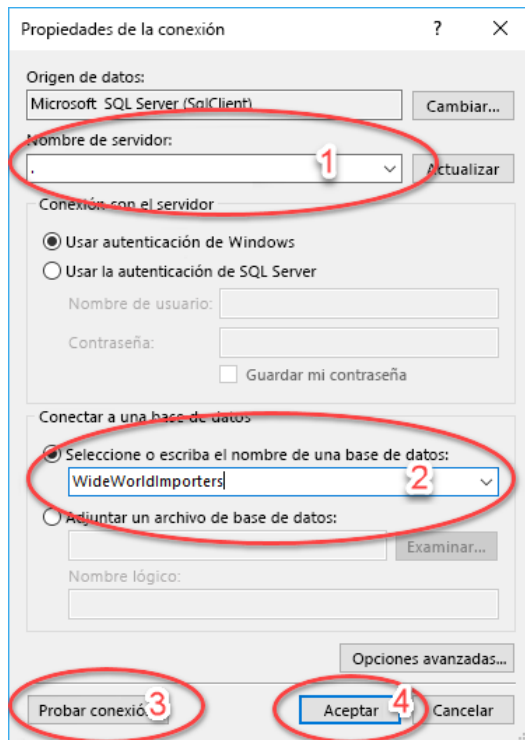 Propiedades de la conexión ? ×
Origen de datos:
Microsoft SQL Server (SqlClient)
Cambiar...
Nombre de servidor:
. 1
Actualizar
Conexión con el servidor
Usar autenticación de Windows
Usar la autenticación de SQL Server
Nombre de usuario:
Contraseña:
Guardar mi contraseña
Conectar a una base de datos
Seleccione o escriba el nombre de una base de datos:
WideWorldImporters 2
Adjuntar un archivo de base de datos:
Examinar...
Nombre lógico:
Opciones avanzadas...
Probar conexión 3 Aceptar 4 Cancelar